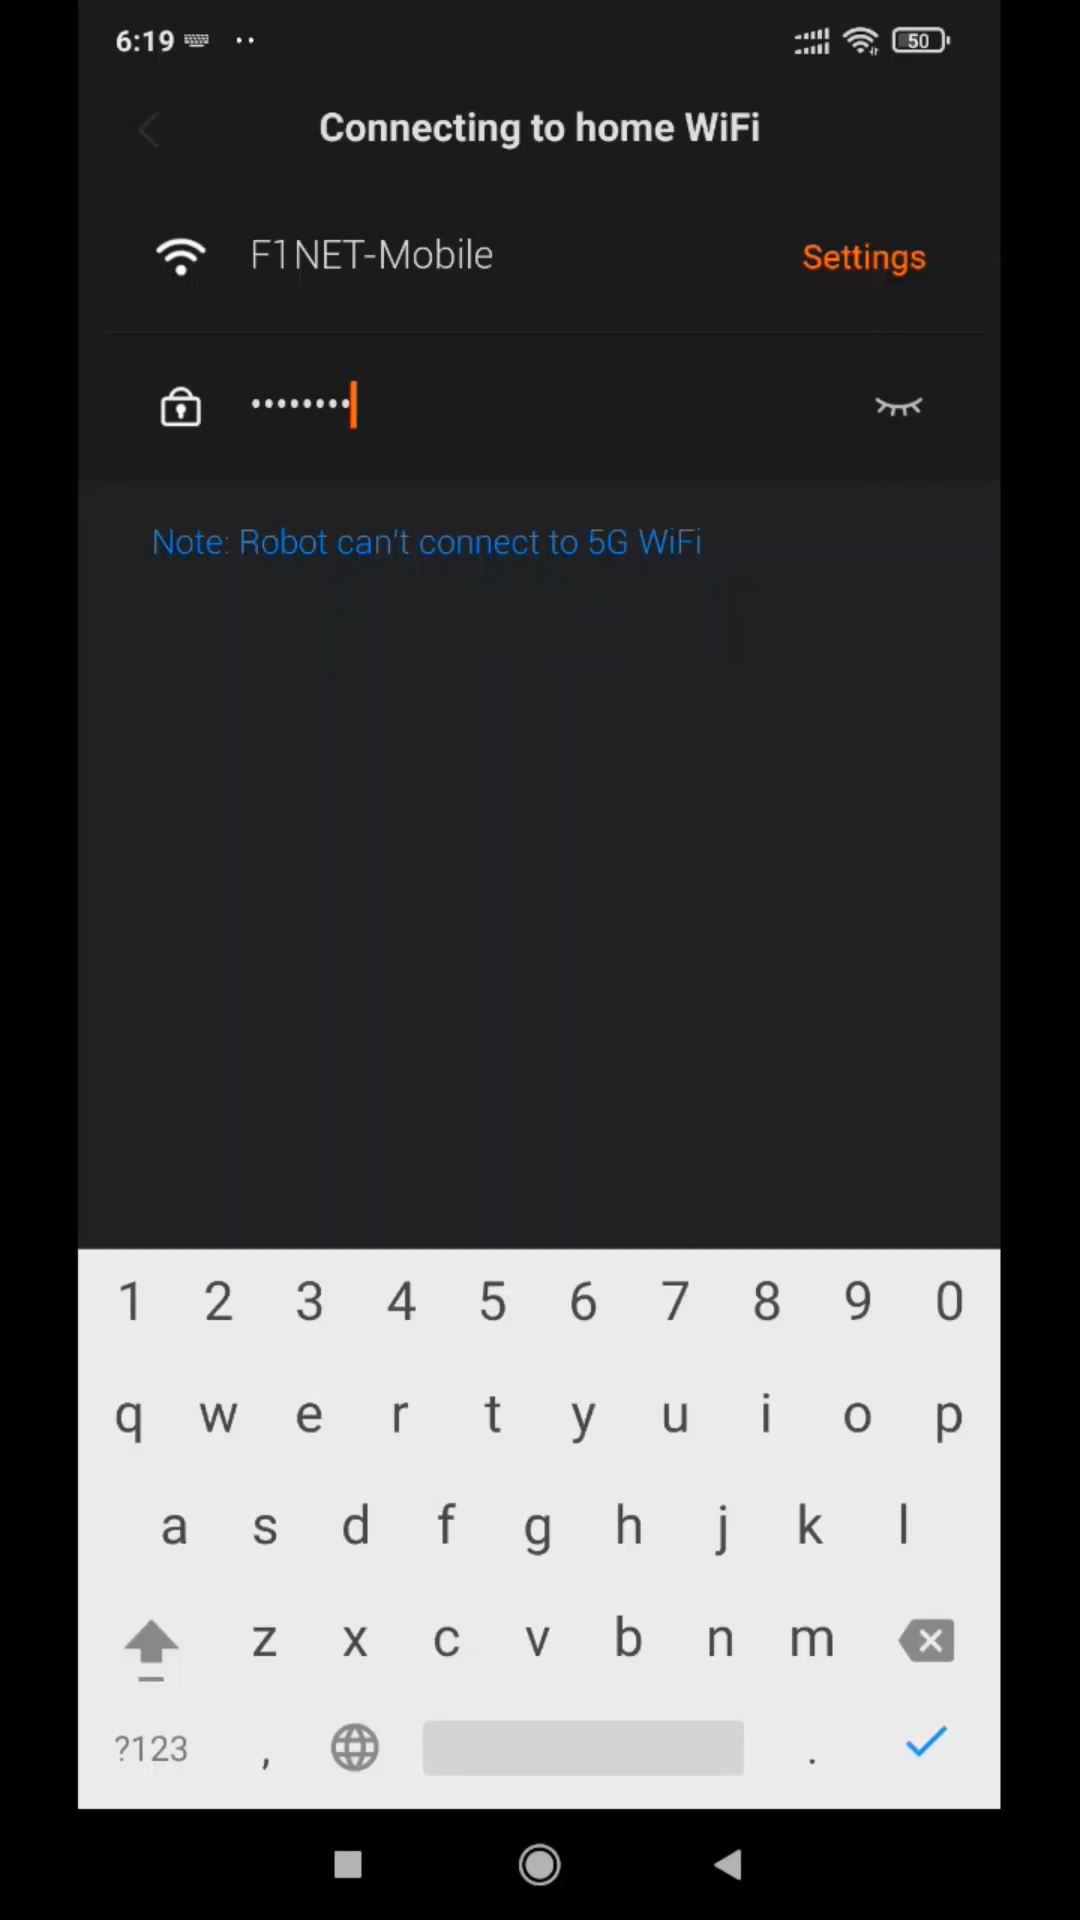 6:19
50
Connecting to home WiFi
F1NET-Mobile
Settings
••••••••
Note: Robot can't connect to 5G WiFi
1 2 3 4 5 6 7 8 9 0
q w e r t y u i o p
a s d f g h j k l
z x c v b n m
?123 , .